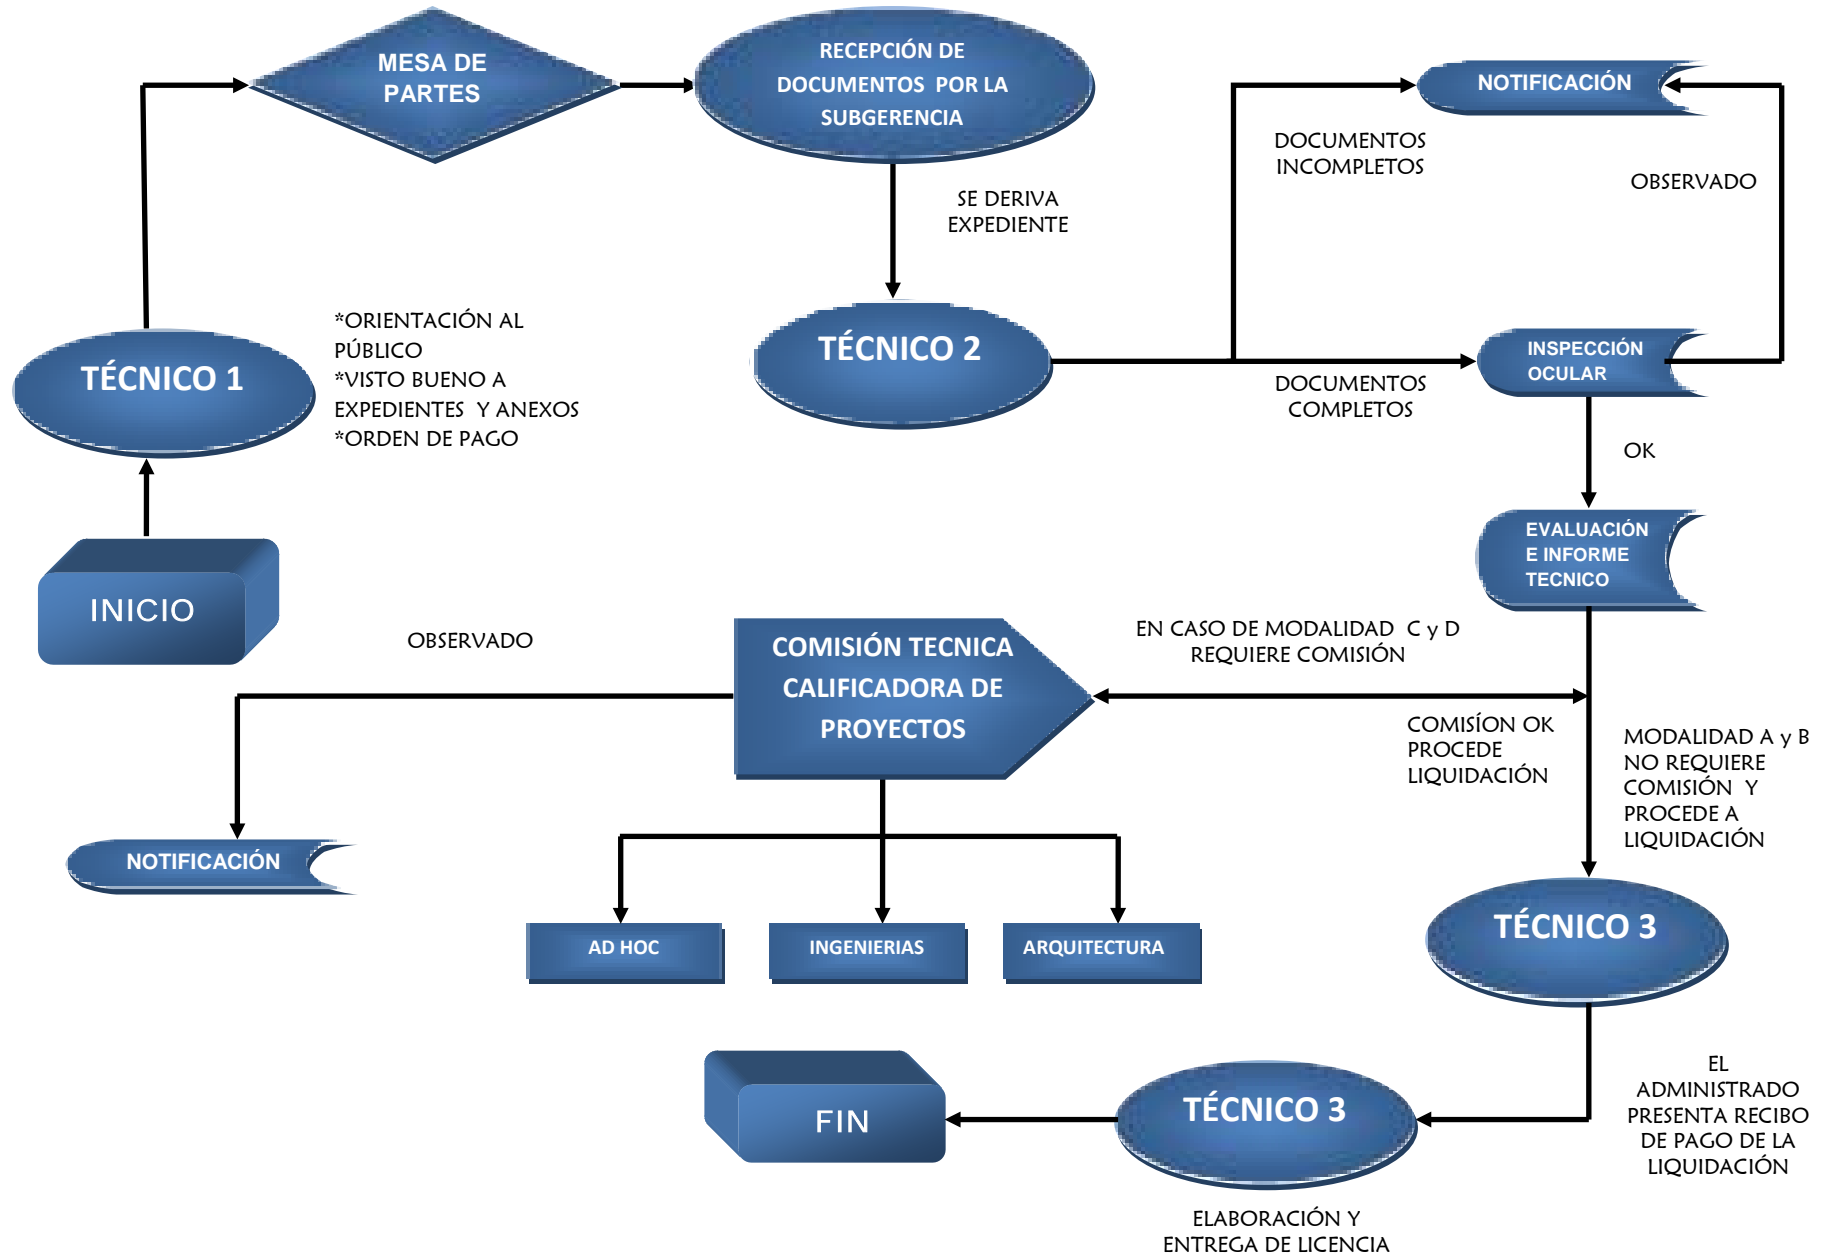 MESA DE
PARTES
RECEPCIÓN DE
DOCUMENTOS POR LA
SUBGERENCIA
NOTIFICACIÓN
DOCUMENTOS
INCOMPLETOS
OBSERVADO
SE DERIVA
EXPEDIENTE
TÉCNICO 1
*ORIENTACIÓN AL
PÚBLICO
*VISTO BUENO A
EXPEDIENTES Y ANEXOS
*ORDEN DE PAGO
TÉCNICO 2
DOCUMENTOS
COMPLETOS
INSPECCIÓN
OCULAR
OK
EVALUACIÓN
E INFORME
TECNICO
INICIO
OBSERVADO
COMISIÓN TECNICA
CALIFICADORA DE
PROYECTOS
EN CASO DE MODALIDAD C y D
REQUIERE COMISIÓN
COMISÍON OK
PROCEDE
LIQUIDACIÓN
MODALIDAD A y B
NO REQUIERE
COMISIÓN Y
PROCEDE A
LIQUIDACIÓN
NOTIFICACIÓN
AD HOC
INGENIERIAS
ARQUITECTURA
TÉCNICO 3
EL
ADMINISTRADO
PRESENTA RECIBO
DE PAGO DE LA
LIQUIDACIÓN
TÉCNICO 3
FIN
ELABORACIÓN Y
ENTREGA DE LICENCIA